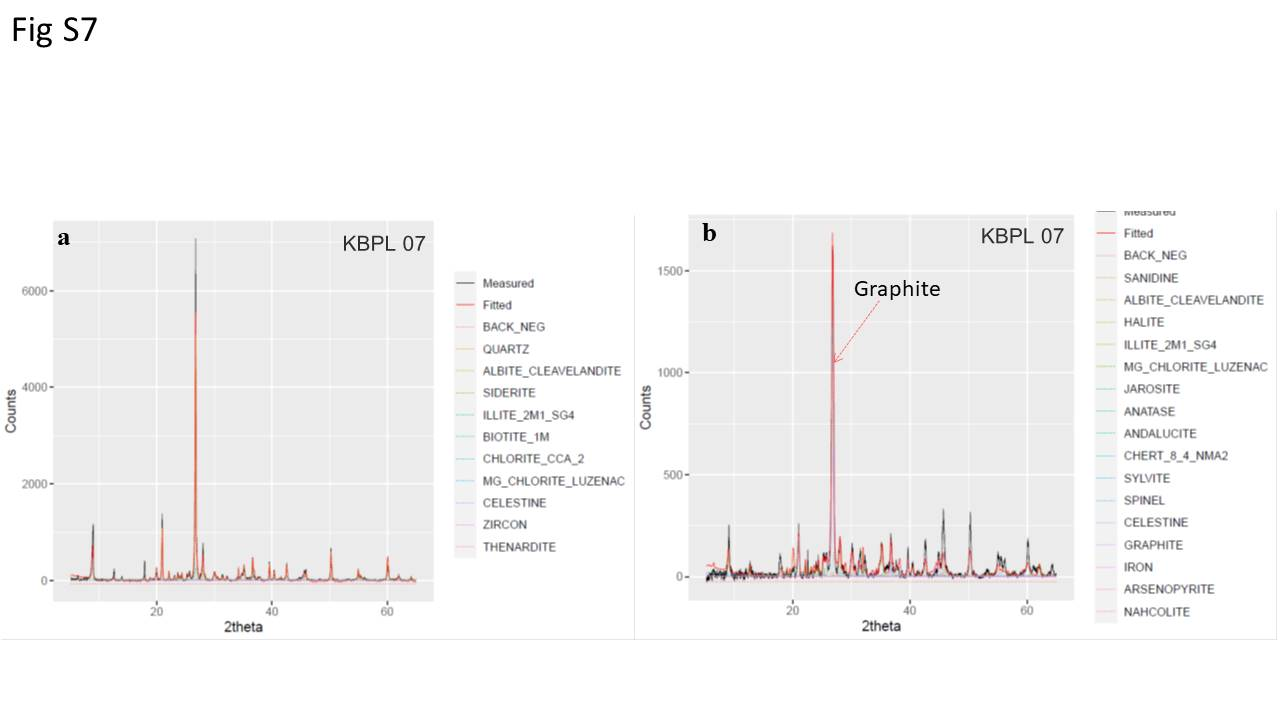 Fig S7
a
KBPL 07
6000
4000
2000
0
20
40
60
Counts
2theta
Measured
Fitted
BACK_NEG
QUARTZ
ALBITE_CLEAVELANDITE
SIDERITE
ILLITE_2M1_SG4
BIOTITE_1M
CHLORITE_CCA_2
MG_CHLORITE_LUZENAC
CELESTINE
ZIRCON
THENARDITE
b
KBPL 07
Graphite
1500
1000
500
0
20
40
60
Counts
2theta
Measured
Fitted
BACK_NEG
SANIDINE
ALBITE_CLEAVELANDITE
HALITE
ILLITE_2M1_SG4
MG_CHLORITE_LUZENAC
JAROSITE
ANATASE
ANDALUCITE
CHERT_8_4_NMA2
SYLVITE
SPINEL
CELESTINE
GRAPHITE
IRON
ARSENOPYRITE
NAHCOLITE